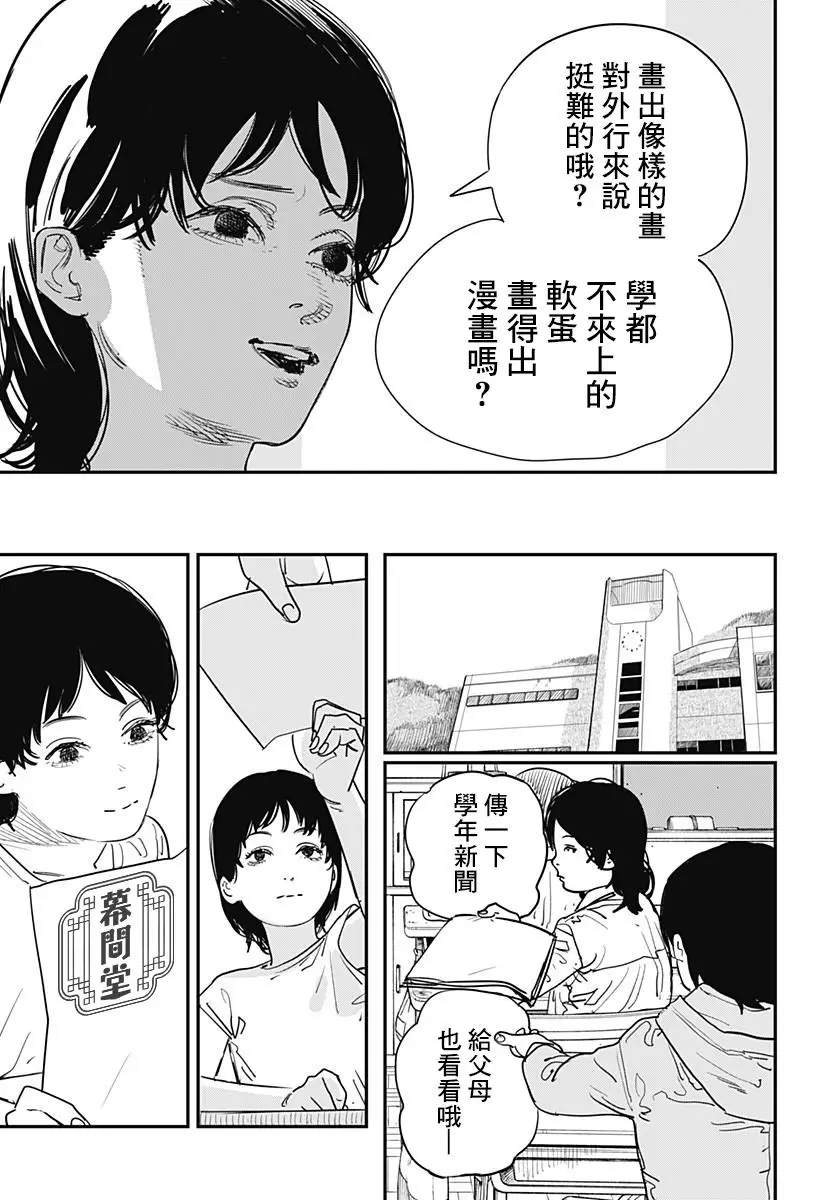 畫出像樣的畫
對外行來說
挺難的哦?
學都
不來上的
軟蛋
畫得出
漫畫嗎?
傳一下
學年新聞
給父母
也看看哦—
幕間堂